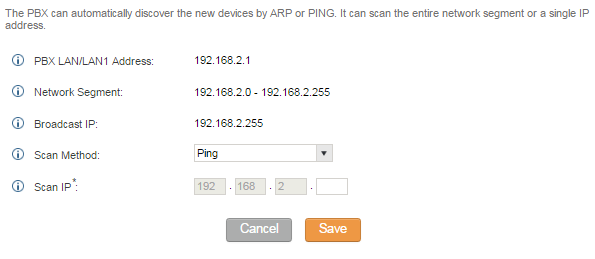 The PBX can automatically discover the new devices by ARP or PING. It can scan the entire network segment or a single IP
address.
PBX LAN/LAN1 Address: 192.168.2.1
Network Segment: 192.168.2.0 - 192.168.2.255
Broadcast IP: 192.168.2.255
Scan Method: Ping
Scan IP*: 192 . 168 . 2 .
Cancel Save